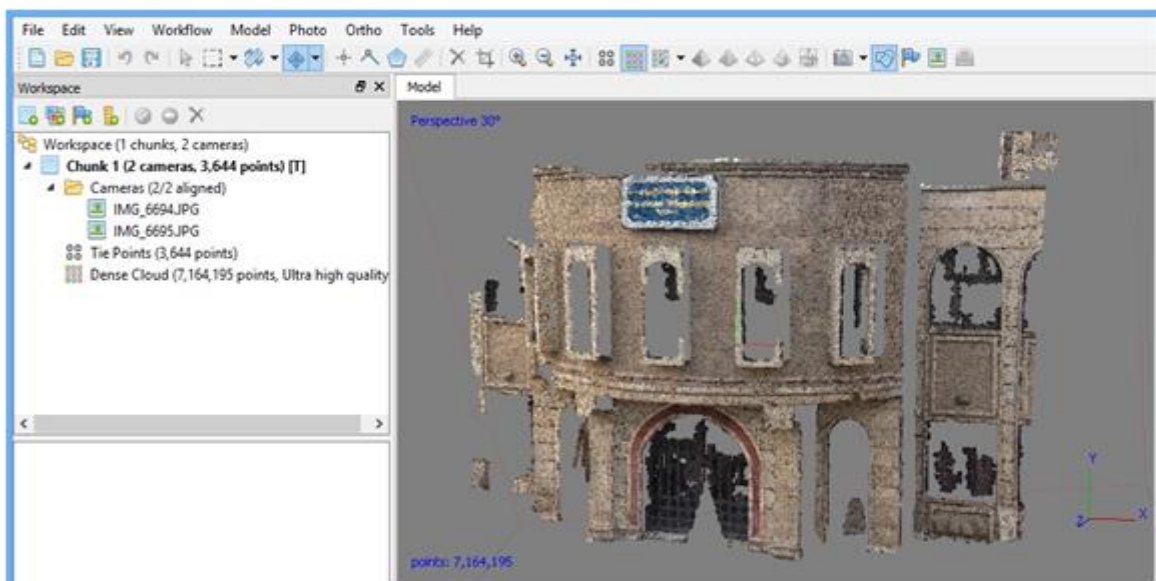 File Edit View Workflow Model Photo Ortho Tools Help
Workspace
Model
Workspace (1 chunks, 2 cameras)
Chunk 1 (2 cameras, 3,644 points) [T]
Cameras (2/2 aligned)
IMG_6694.JPG
IMG_6695.JPG
Tie Points (3,644 points)
Dense Cloud (7,164,195 points, Ultra high quality
Perspective 30°
Y
X
Z
points: 7,164,195